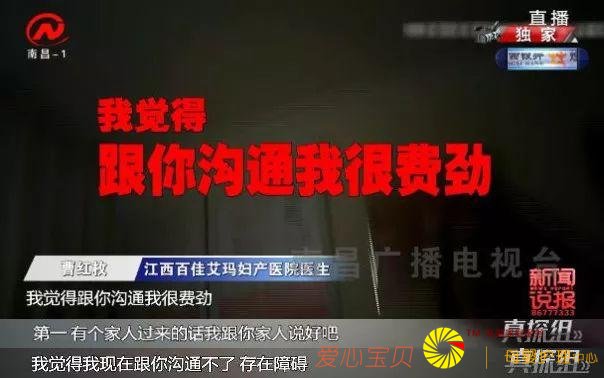 南昌-1
直播
独家
我觉得
跟你沟通我很费劲
南昌广播电视台
曹红枚
江西百佳艾玛妇产医院医生
新闻
说报
86777333
我觉得跟你沟通我很费劲
第一 有个家人过来的话我跟你家人说好吧
真探组
爱心宝贝
我觉得我现在跟你沟通不了 存在障碍
真探组